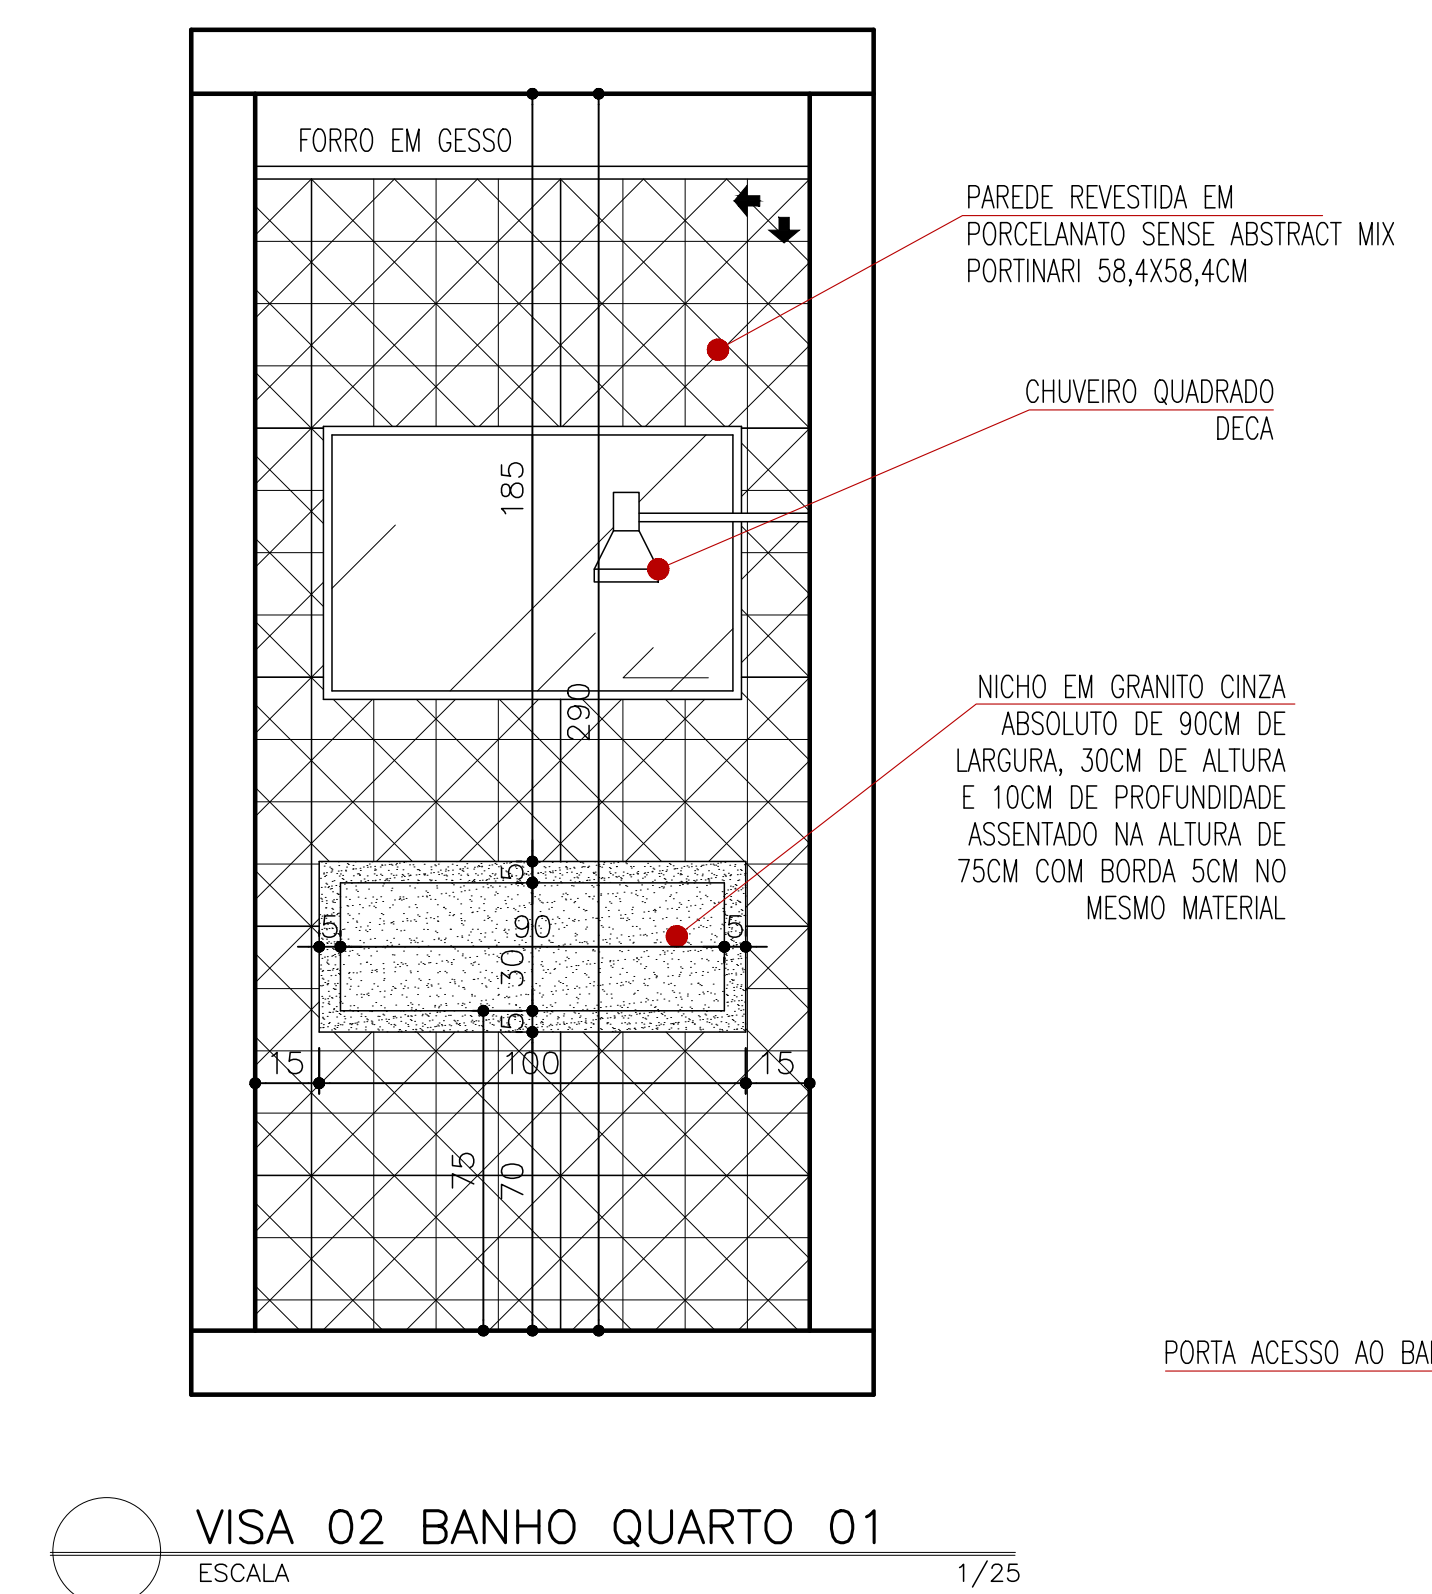 FORRO EM GESSO
PAREDE REVESTIDA EM
PORCELANATO SENSE ABSTRACT MIX
PORTINARI 58,4X58,4CM
CHUVEIRO QUADRADO
DECA
185
290
NICHO EM GRANITO CINZA
ABSOLUTO DE 90CM DE
LARGURA, 30CM DE ALTURA
E 10CM DE PROFUNDIDADE
ASSENTADO NA ALTURA DE
75CM COM BORDA 5CM NO
MESMO MATERIAL
5
5
90
5
30
5
15
100
15
75
70
PORTA ACESSO AO
VISA 02 BANHO QUARTO 01
ESCALA
1/25